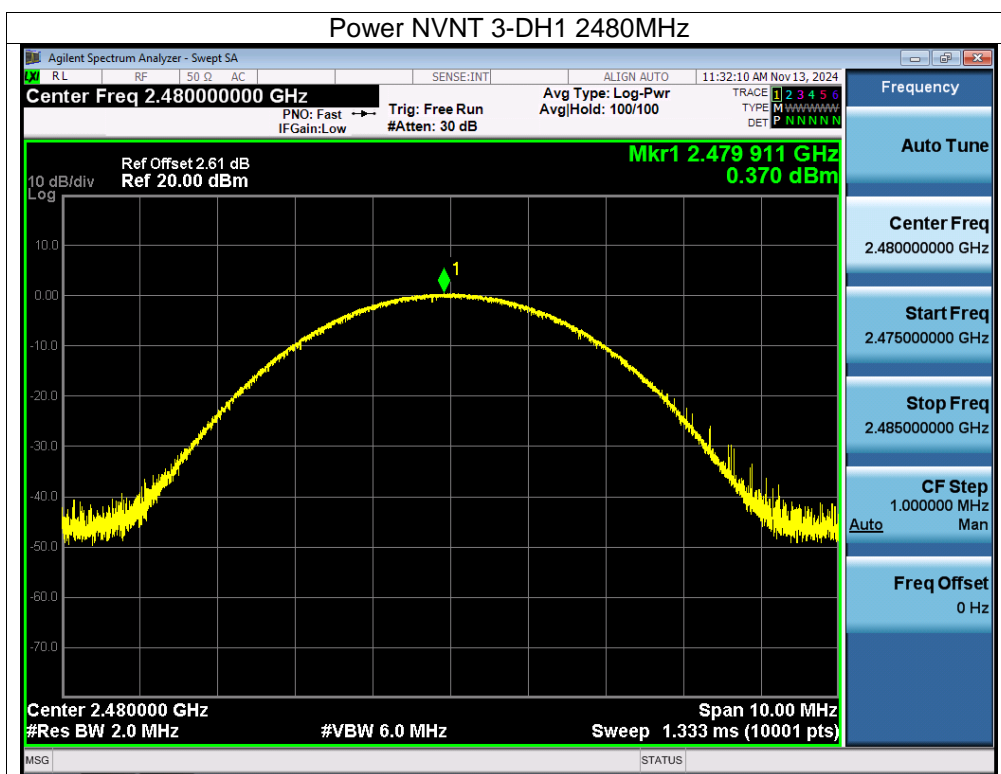 Power NVNT 3-DH1 2480MHz
Agilent Spectrum Analyzer - Swept SA
LXI RL RF 50 Ω AC SENSE:INT ALIGN AUTO 11:32:10 AM Nov 13, 2024
Center Freq 2.480000000 GHz
PNO: Fast
IFGain:Low
Trig: Free Run
#Atten: 30 dB
Avg Type: Log-Pwr
Avg|Hold: 100/100
TRACE 1 2 3 4 5 6
TYPE M WWWWW
DET P N N N N N
Mkr1 2.479 911 GHz
0.370 dBm
Ref Offset 2.61 dB
10 dB/div Ref 20.00 dBm
Log
10.0
0.00
-10.0
-20.0
-30.0
-40.0
-50.0
-60.0
-70.0
1
Center 2.480000 GHz Span 10.00 MHz
#Res BW 2.0 MHz #VBW 6.0 MHz Sweep 1.333 ms (10001 pts)
MSG STATUS
Frequency
Auto Tune
Center Freq
2.480000000 GHz
Start Freq
2.475000000 GHz
Stop Freq
2.485000000 GHz
CF Step
1.000000 MHz
Auto Man
Freq Offset
0 Hz